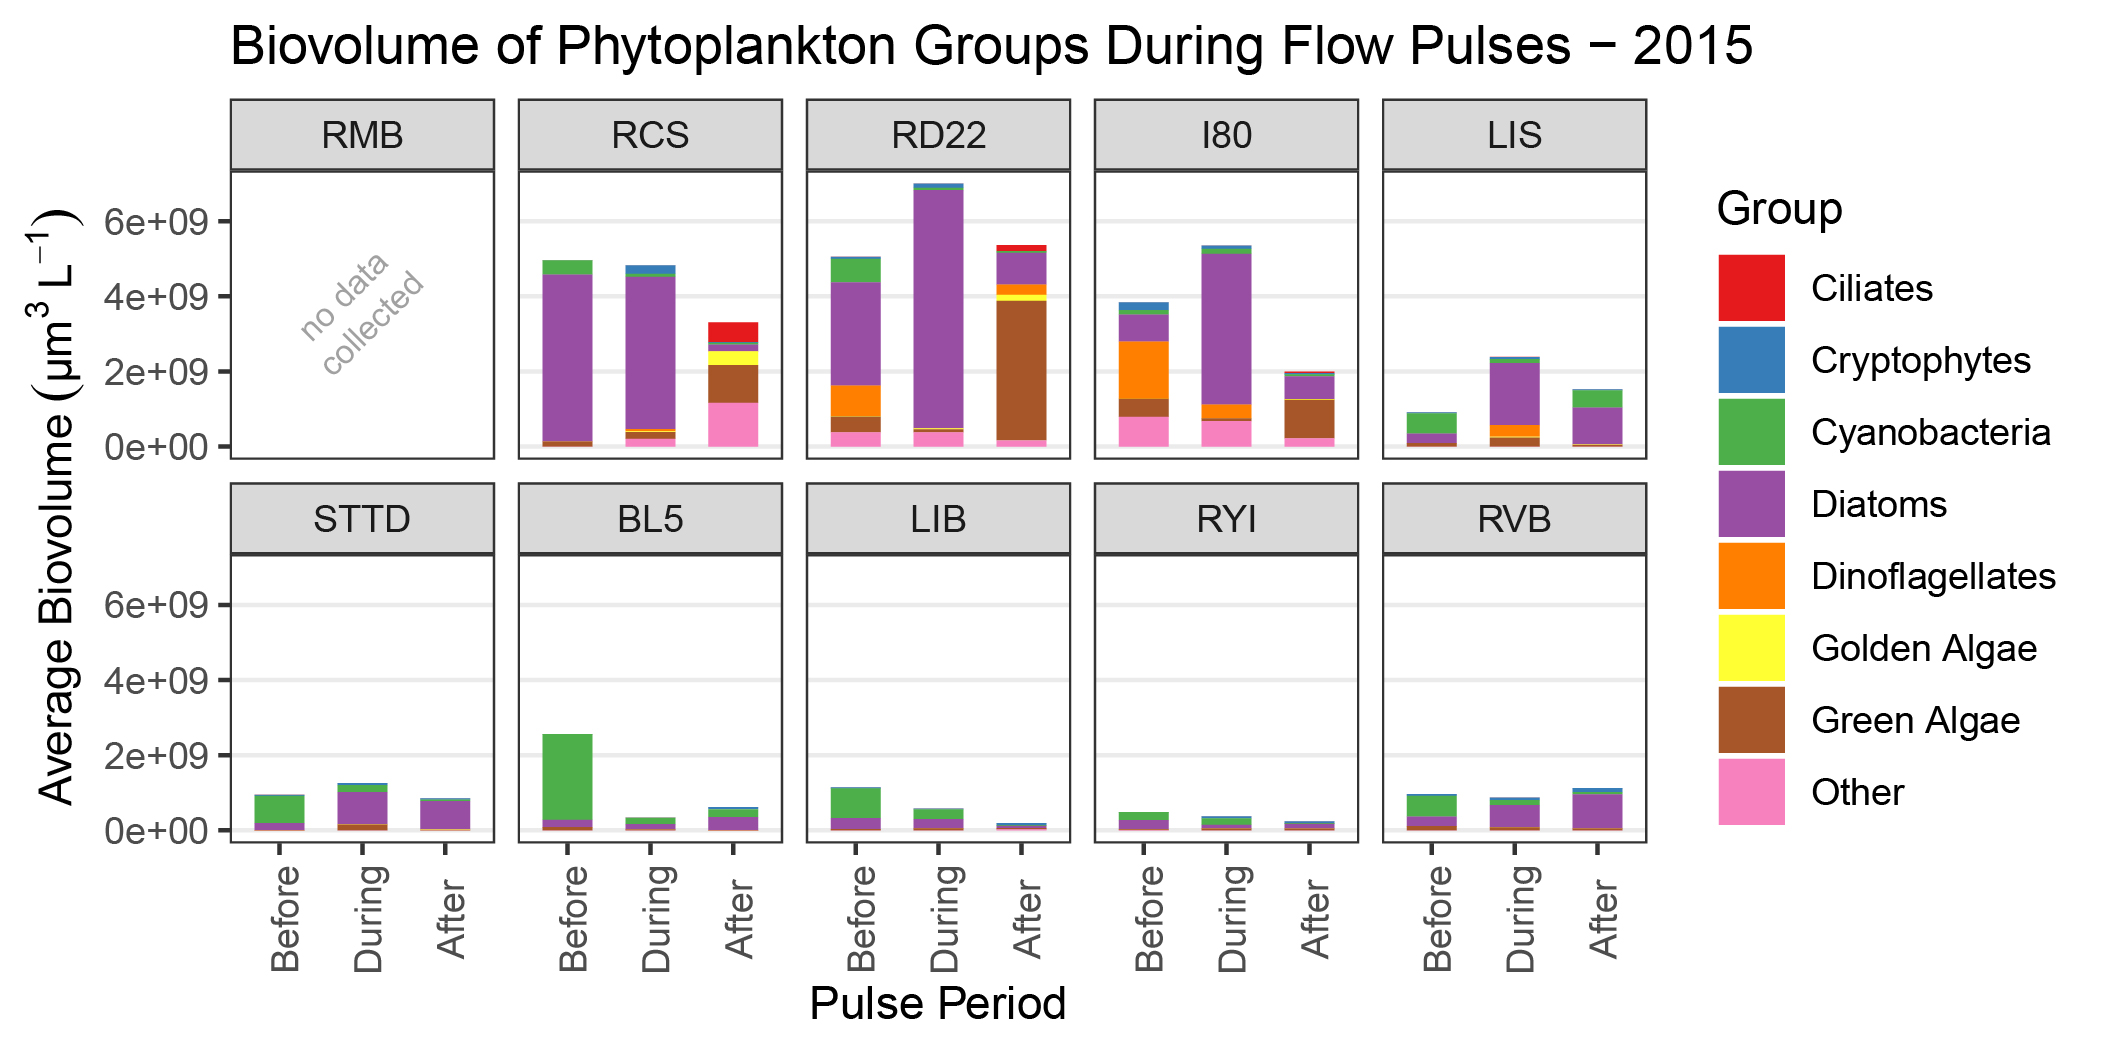 Biovolume of Phytoplankton Groups During Flow Pulses − 2015
RMB RCS RD22 I80 LIS
6e+09
4e+09
2e+09
0e+00
no data
collected
STTD BL5 LIB RYI RVB
6e+09
4e+09
2e+09
0e+00
Before During After Before During After Before During After Before During After Before During After
Pulse Period
Average Biovolume (μm³ L⁻¹)
Group
Ciliates
Cryptophytes
Cyanobacteria
Diatoms
Dinoflagellates
Golden Algae
Green Algae
Other